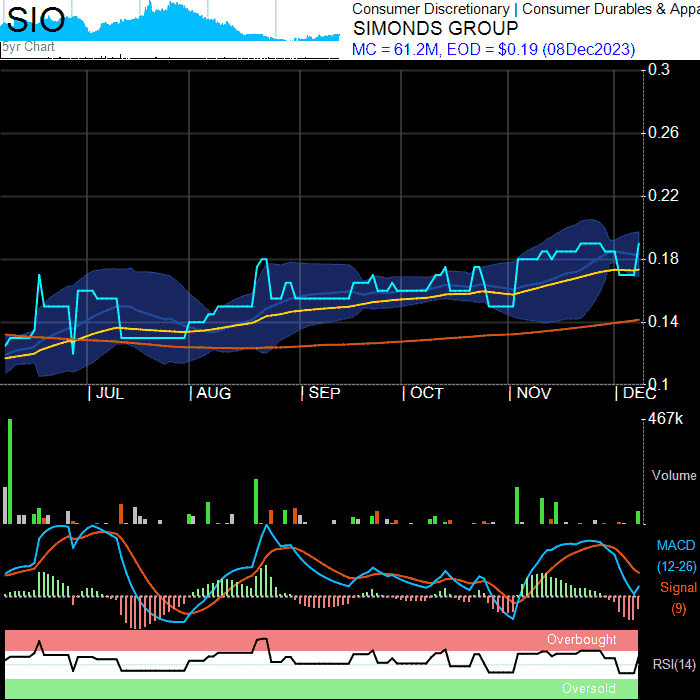 SIO
5yr Chart
Consumer Discretionary | Consumer Durables & Appa
SIMONDS GROUP
MC = 61.2M, EOD = $0.19 (08Dec2023)
0.3
0.26
0.22
0.18
0.14
0.1
| JUL | AUG | SEP | OCT | NOV | DEC
467k
Volume
MACD
(12-26)
Signal
(9)
Overbought
RSI(14)
Oversold